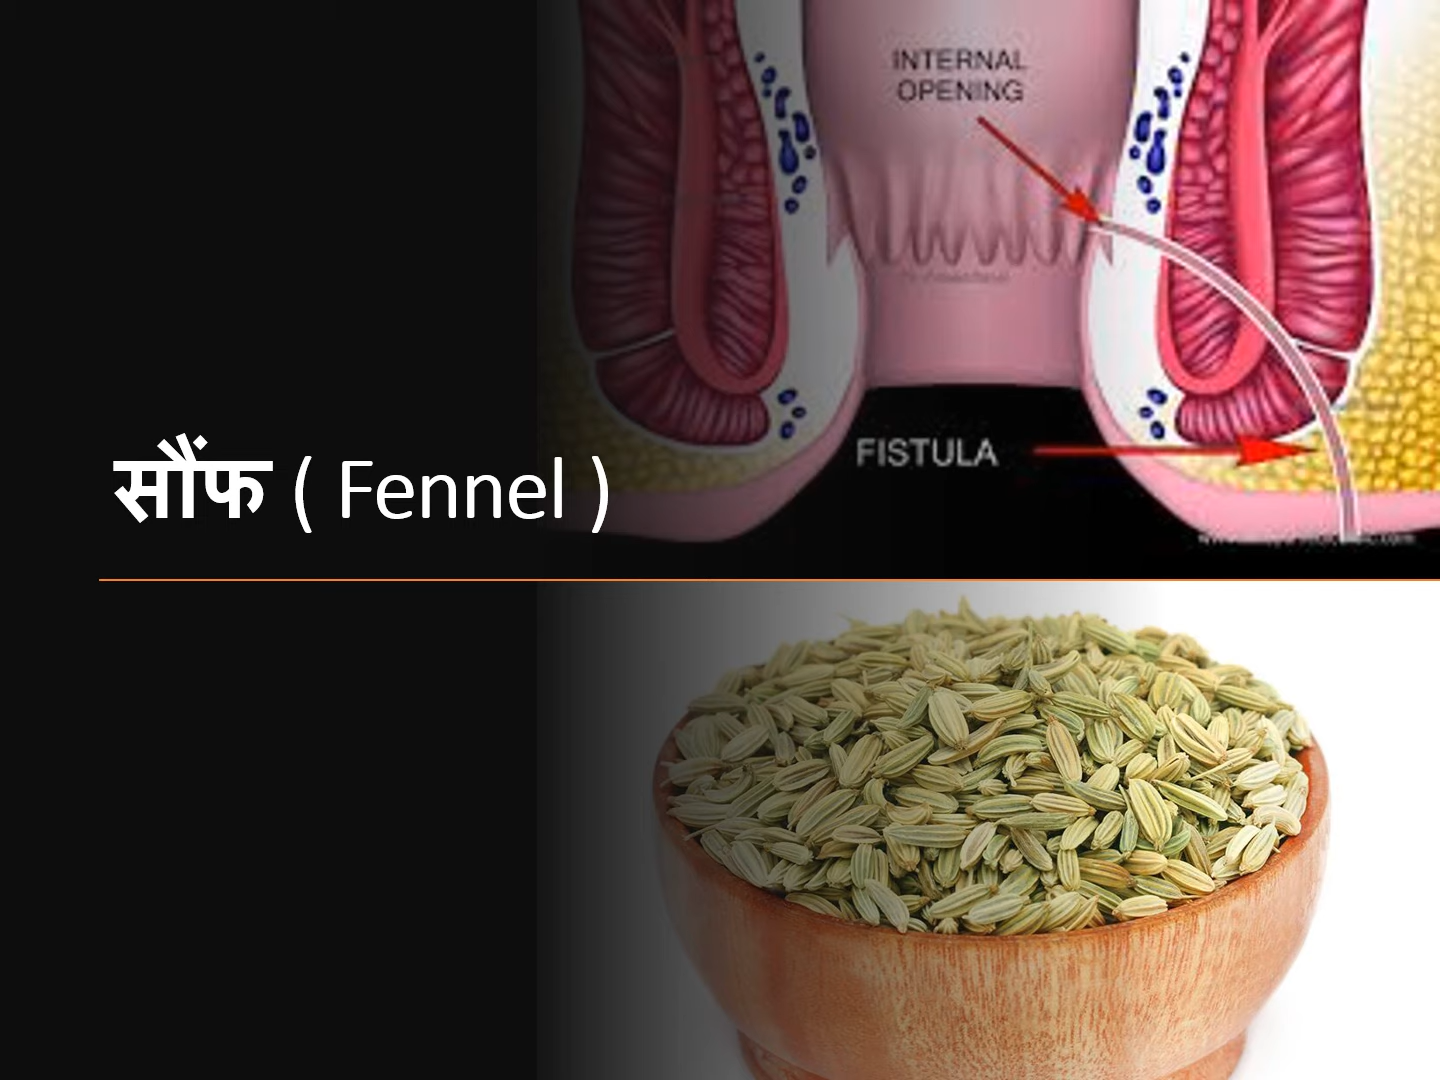 INTERNAL
OPENING
FISTULA
सौंफ ( Fennel )